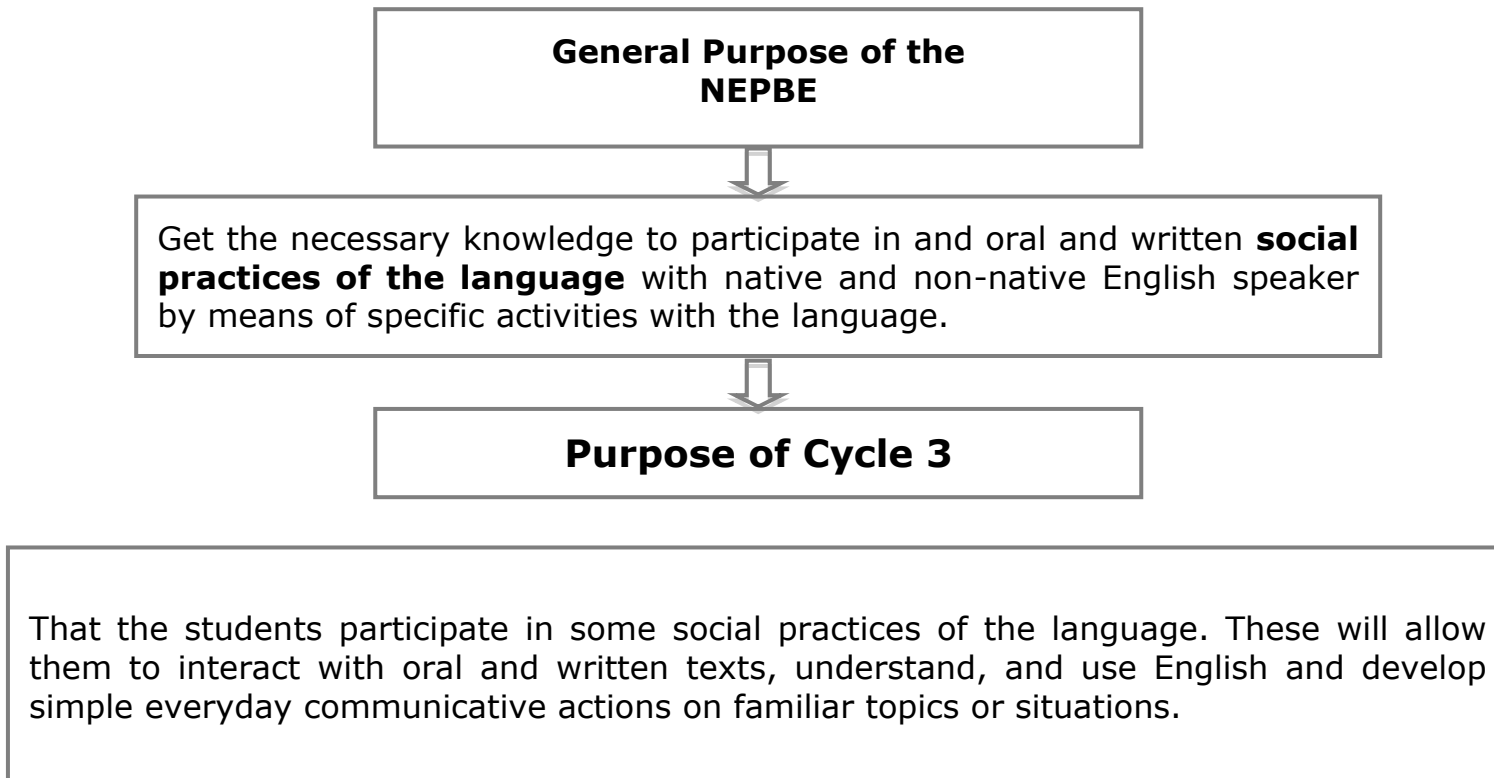 General Purpose of the
NEPBE
Get the necessary knowledge to participate in and oral and written social
practices of the language with native and non-native English speaker
by means of specific activities with the language.
Purpose of Cycle 3
That the students participate in some social practices of the language. These will allow
them to interact with oral and written texts, understand, and use English and develop
simple everyday communicative actions on familiar topics or situations.